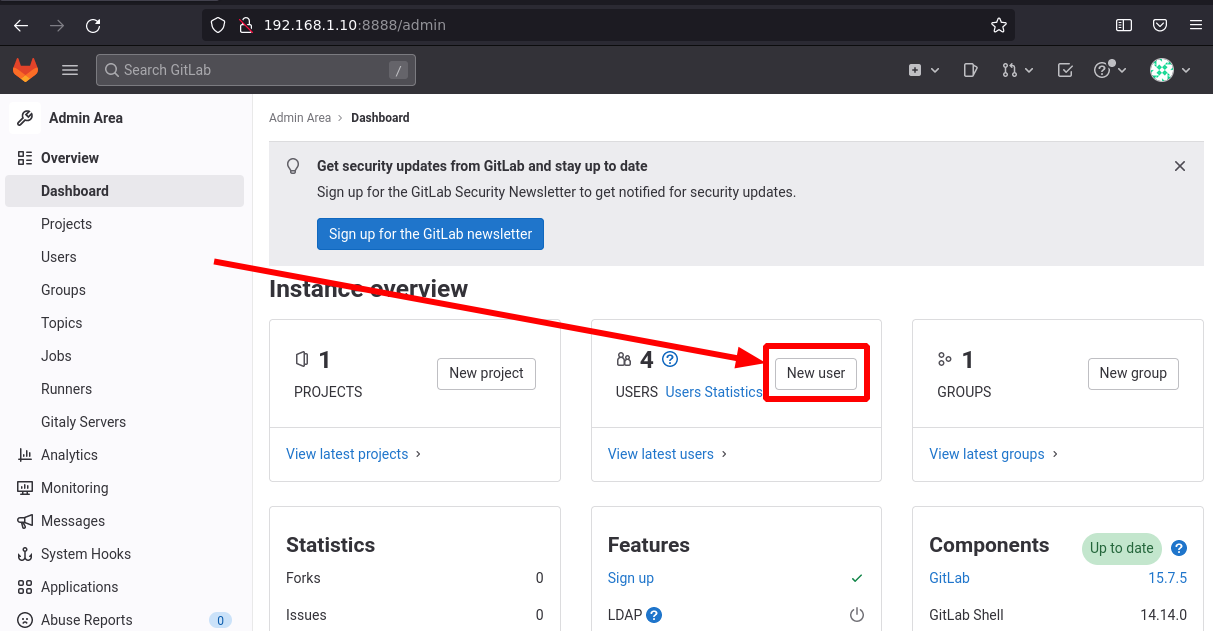 192.168.1.10:8888/admin
Search GitLab /
Admin Area
Overview
Dashboard
Projects
Users
Groups
Topics
Jobs
Runners
Gitaly Servers
Analytics
Monitoring
Messages
System Hooks
Applications
Abuse Reports 0
Admin Area › Dashboard
Get security updates from GitLab and stay up to date
Sign up for the GitLab Security Newsletter to get notified for security updates.
Sign up for the GitLab newsletter
Instance overview
1
PROJECTS
New project
View latest projects ›
4
USERS Users Statistics
New user
View latest users ›
1
GROUPS
New group
View latest groups ›
Statistics
Forks 0
Issues 0
Features
Sign up
LDAP
Components Up to date
GitLab 15.7.5
GitLab Shell 14.14.0